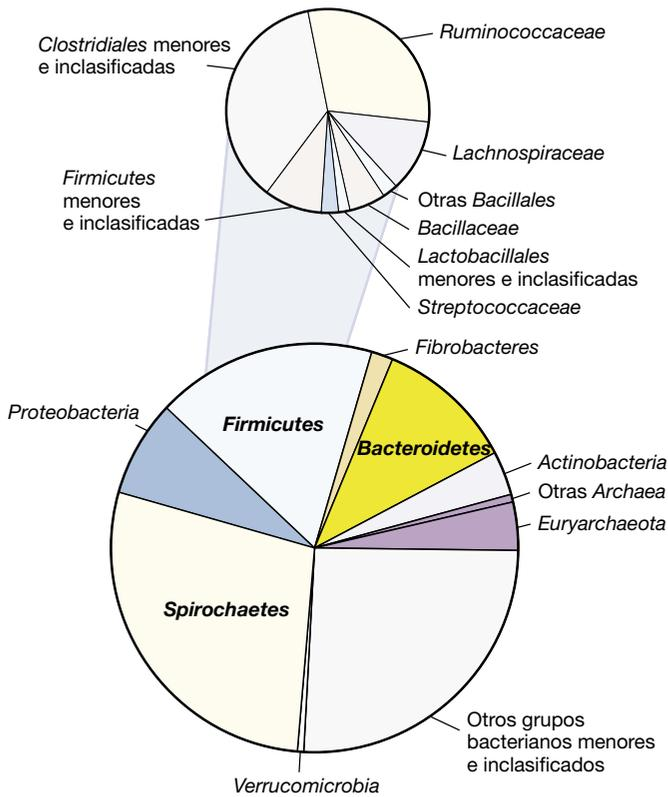 Clostridiales menores
e inclasificadas
Ruminococcaceae
Lachnospiraceae
Firmicutes
menores
e inclasificadas
Otras Bacillales
Bacillaceae
Lactobacillales
menores e inclasificadas
Streptococcaceae
Fibrobacteres
Proteobacteria
Firmicutes
Bacteroidetes
Actinobacteria
Otras Archaea
Euryarchaeota
Spirochaetes
Otros grupos
bacterianos menores
e inclasificados
Verrucomicrobia